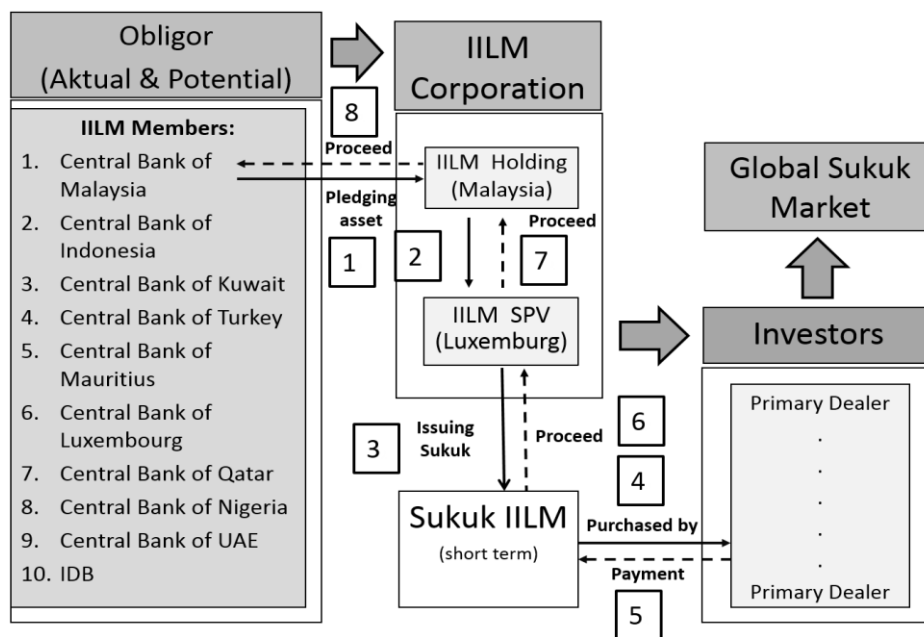 Obligor
(Aktual & Potential)
IILM Members:
1. Central Bank of
Malaysia
2. Central Bank of
Indonesia
3. Central Bank of Kuwait
4. Central Bank of Turkey
5. Central Bank of
Mauritius
6. Central Bank of
Luxembourg
7. Central Bank of Qatar
8. Central Bank of Nigeria
9. Central Bank of UAE
10. IDB
8
Proceed
Pledging
asset
1
IILM
Corporation
IILM Holding
(Malaysia)
2
Proceed
7
IILM SPV
(Luxemburg)
3
Issuing
Sukuk
Proceed
6
4
Sukuk IILM
(short term)
Purchased by
Payment
5
Global Sukuk
Market
Investors
Primary Dealer
.
.
.
.
.
Primary Dealer